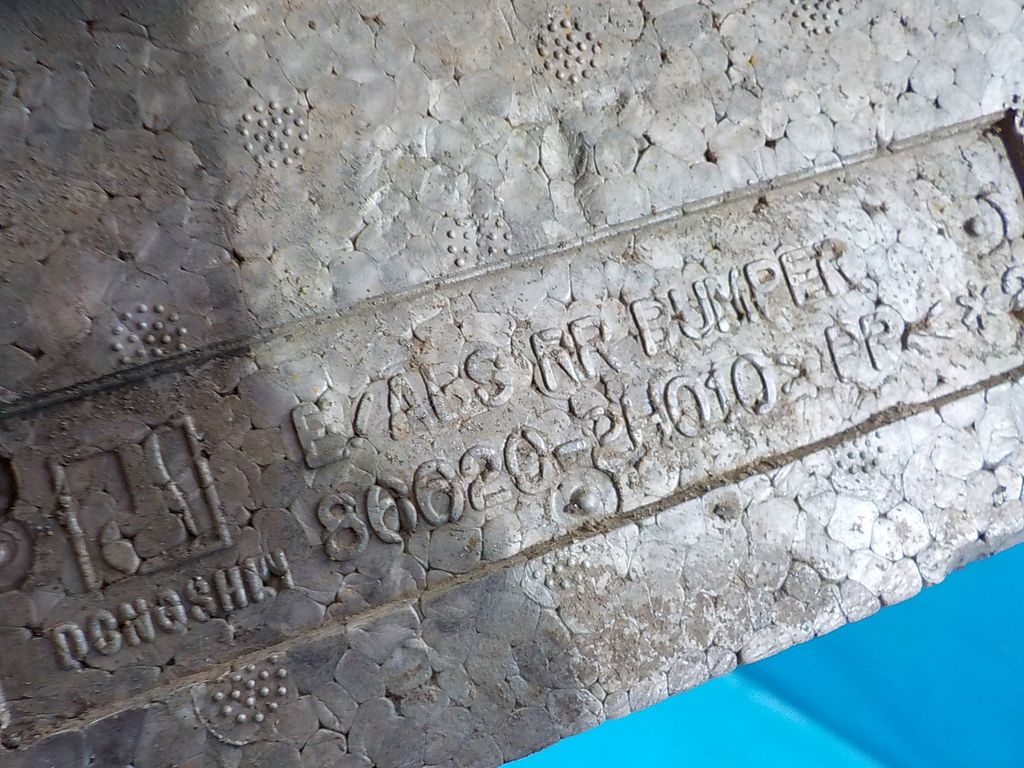 E/ABS RR BUMPER
86620-2H010 >PP<
DONGSHIN